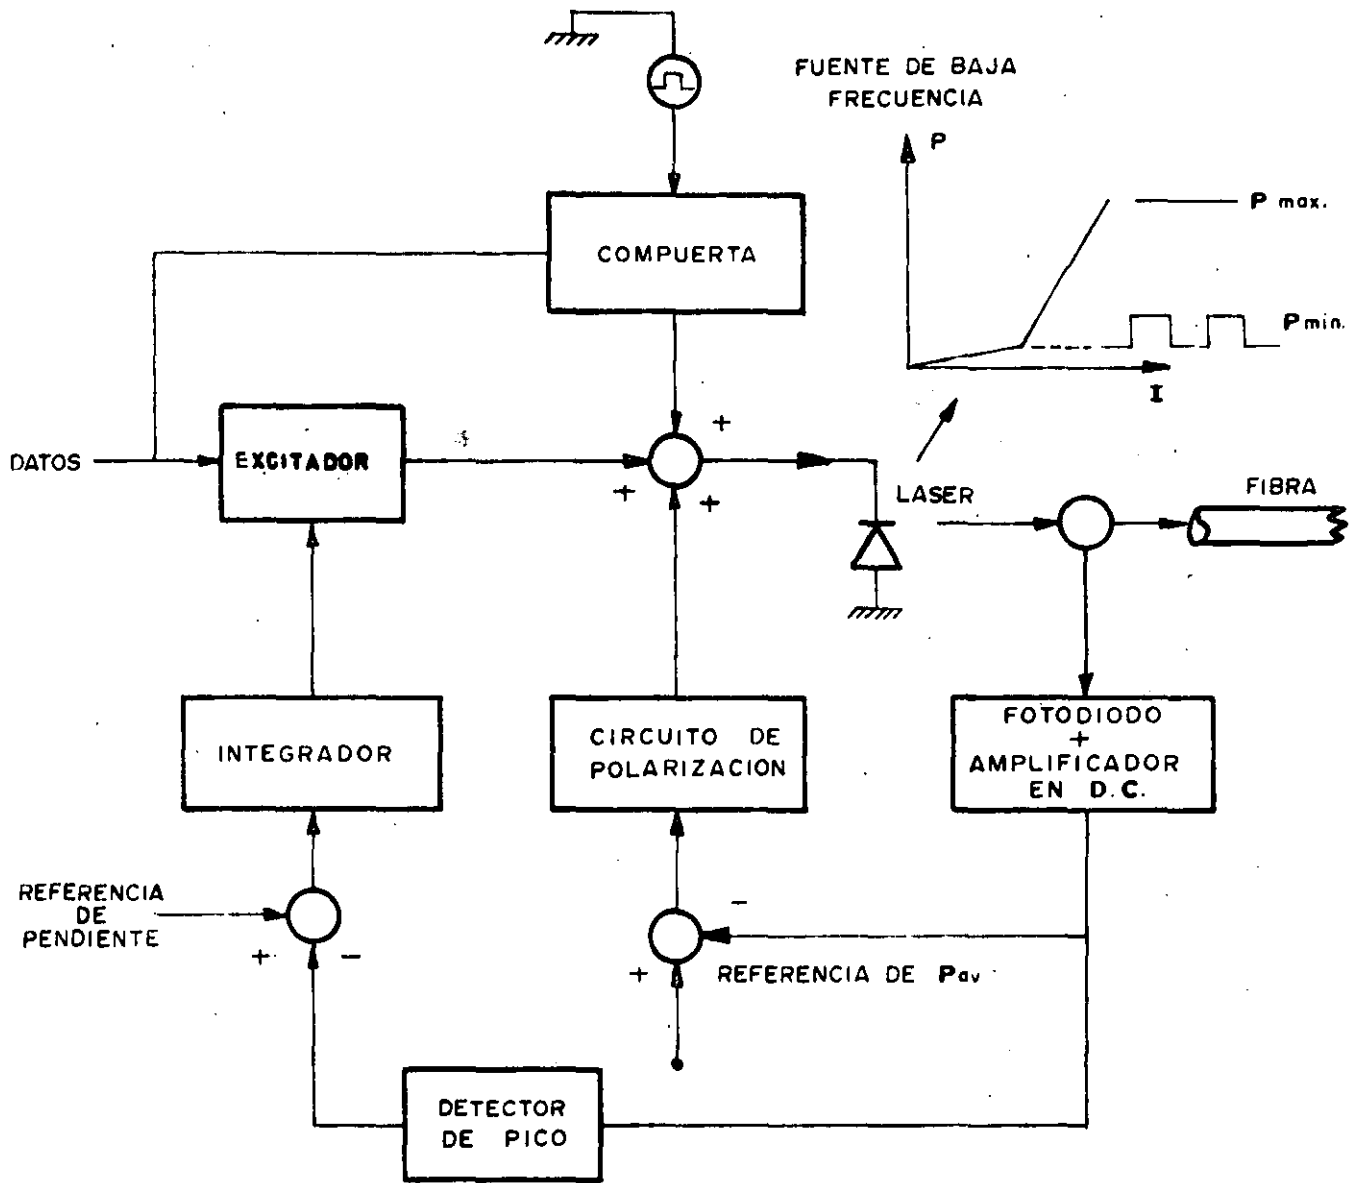 FUENTE DE BAJA
FRECUENCIA
P
P max.
COMPUERTA
P min.
I
+
DATOS
EXCITADOR
+
+
LASER
FIBRA
INTEGRADOR
CIRCUITO DE
POLARIZACION
FOTODIODO
+
AMPLIFICADOR
EN D.C.
REFERENCIA
DE
PENDIENTE
+
-
-
+
REFERENCIA DE Pav
DETECTOR
DE PICO